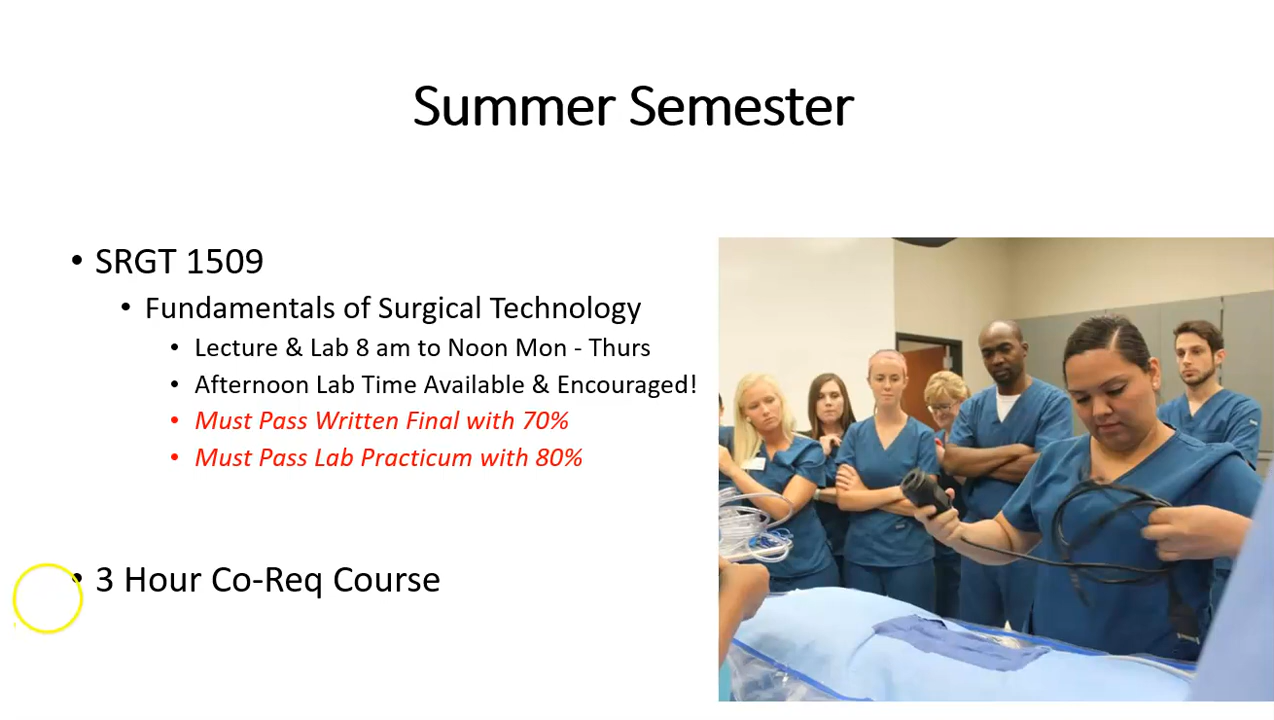 Summer Semester
• SRGT 1509
• Fundamentals of Surgical Technology
• Lecture & Lab 8 am to Noon Mon - Thurs
• Afternoon Lab Time Available & Encouraged!
• Must Pass Written Final with 70%
• Must Pass Lab Practicum with 80%
• 3 Hour Co-Req Course